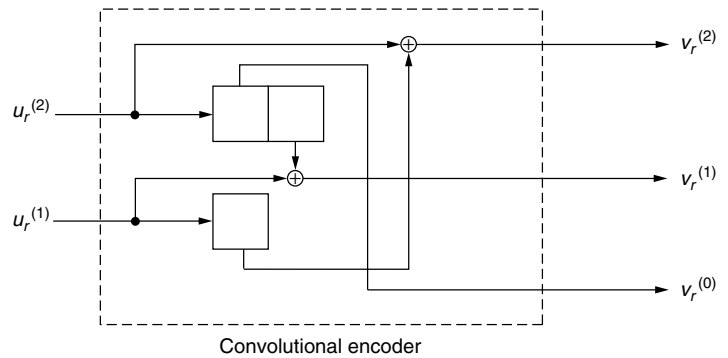 v_r^(2)
u_r^(2)
v_r^(1)
u_r^(1)
v_r^(0)
Convolutional encoder